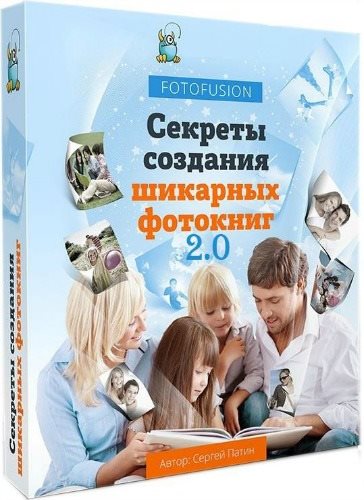 FOTOFUSION
Секреты
создания
шикарных
фотокниг
2.0
Автор: Сергей Патин
Секреты создания
шикарных фотокниг